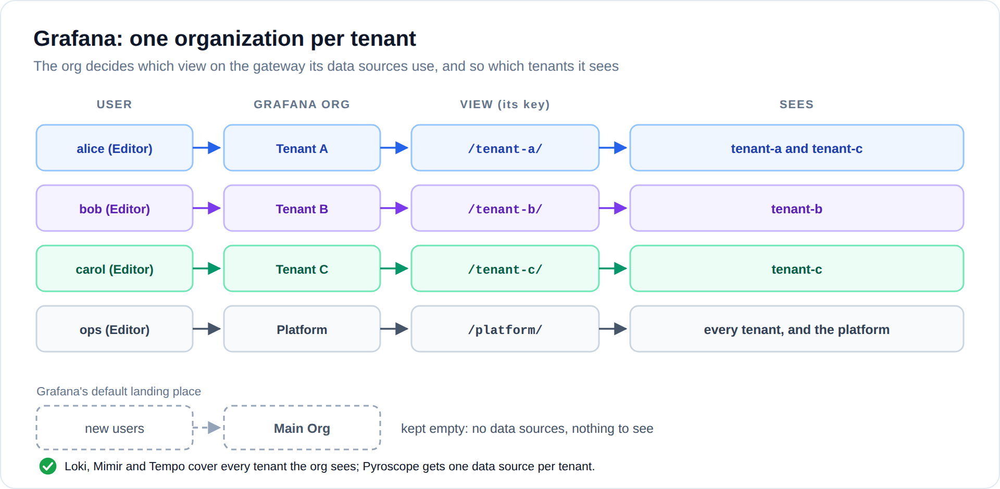 Grafana: one organization per tenant
The org decides which view on the gateway its data sources use, and so which tenants it sees
USER GRAFANA ORG VIEW (its key) SEES
alice (Editor) Tenant A /tenant-a/ tenant-a and tenant-c
bob (Editor) Tenant B /tenant-b/ tenant-b
carol (Editor) Tenant C /tenant-c/ tenant-c
ops (Editor) Platform /platform/ every tenant, and the platform
Grafana's default landing place
new users Main Org kept empty: no data sources, nothing to see
Loki, Mimir and Tempo cover every tenant the org sees; Pyroscope gets one data source per tenant.